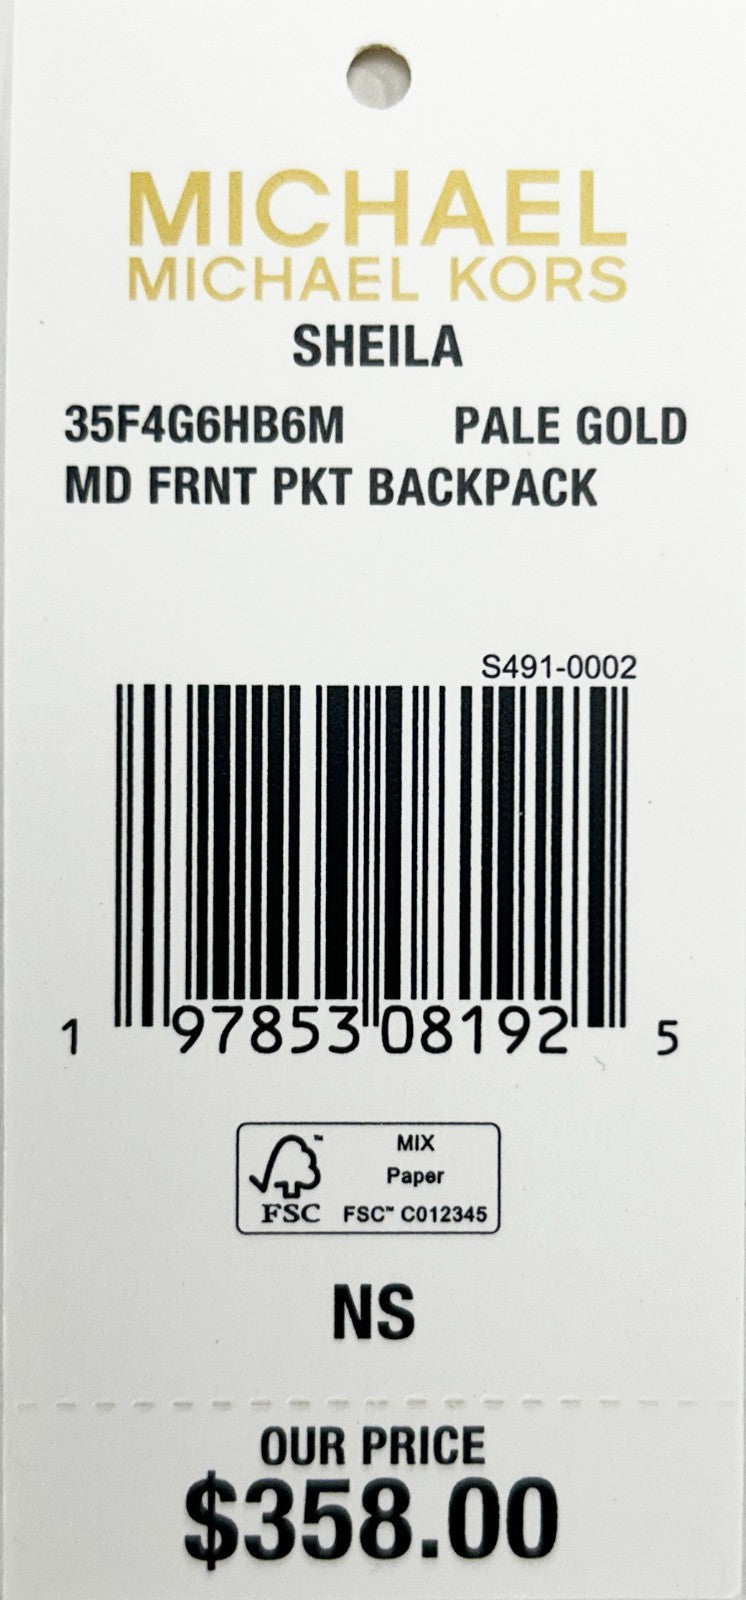 MICHAEL
MICHAEL KORS
SHEILA
35F4G6HB6M PALE GOLD
MD FRNT PKT BACKPACK
S491-0002
1 97853 08192 5
MIX
Paper
FSC™ C012345
FSC
NS
OUR PRICE
$358.00